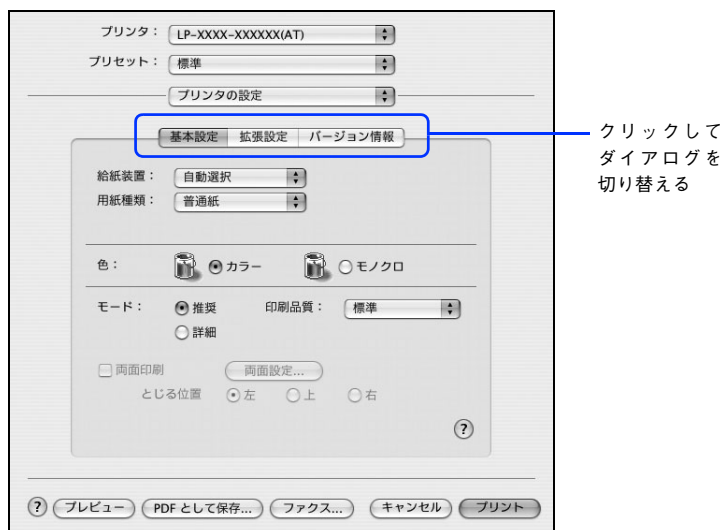 プリンタ： LP-XXXX-XXXXXX(AT)
プリセット： 標準
プリンタの設定
基本設定 拡張設定 バージョン情報
クリックして
ダイアログを
切り替える
給紙装置： 自動選択
用紙種類： 普通紙
色： カラー モノクロ
モード： 推奨 印刷品質： 標準
詳細
両面印刷 両面設定...
とじる位置 左 上 右
?
? プレビュー PDF として保存... ファクス... キャンセル プリント